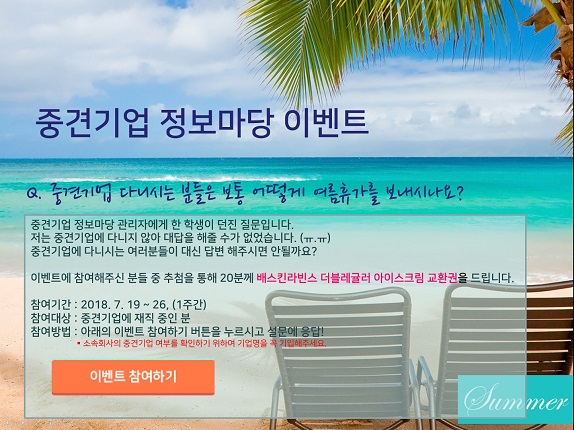 중견기업 정보마당 이벤트
Q. 중견기업 다니시는 분들은 보통 어떻게 여름휴가를 보내시나요?
중견기업 정보마당 관리자에게 한 학생이 던진 질문입니다.
저는 중견기업에 다니지 않아 대답을 해줄 수가 없었습니다. (ㅠ.ㅠ)
중견기업에 다니시는 여러분들이 대신 답변 해주시면 안될까요?
이벤트에 참여해주신 분들 중 추첨을 통해 20분께 배스킨라빈스 더블레귤러 아이스크림 교환권을 드립니다.
참여기간 : 2018. 7. 19 ~ 26, (1주간)
참여대상 : 중견기업에 재직 중인 분
참여방법 : 아래의 이벤트 참여하기 버튼을 누르시고 설문에 응답!
* 소속회사의 중견기업 여부를 확인하기 위하여 기업명을 꼭 기입해주세요.
이벤트 참여하기
Summer